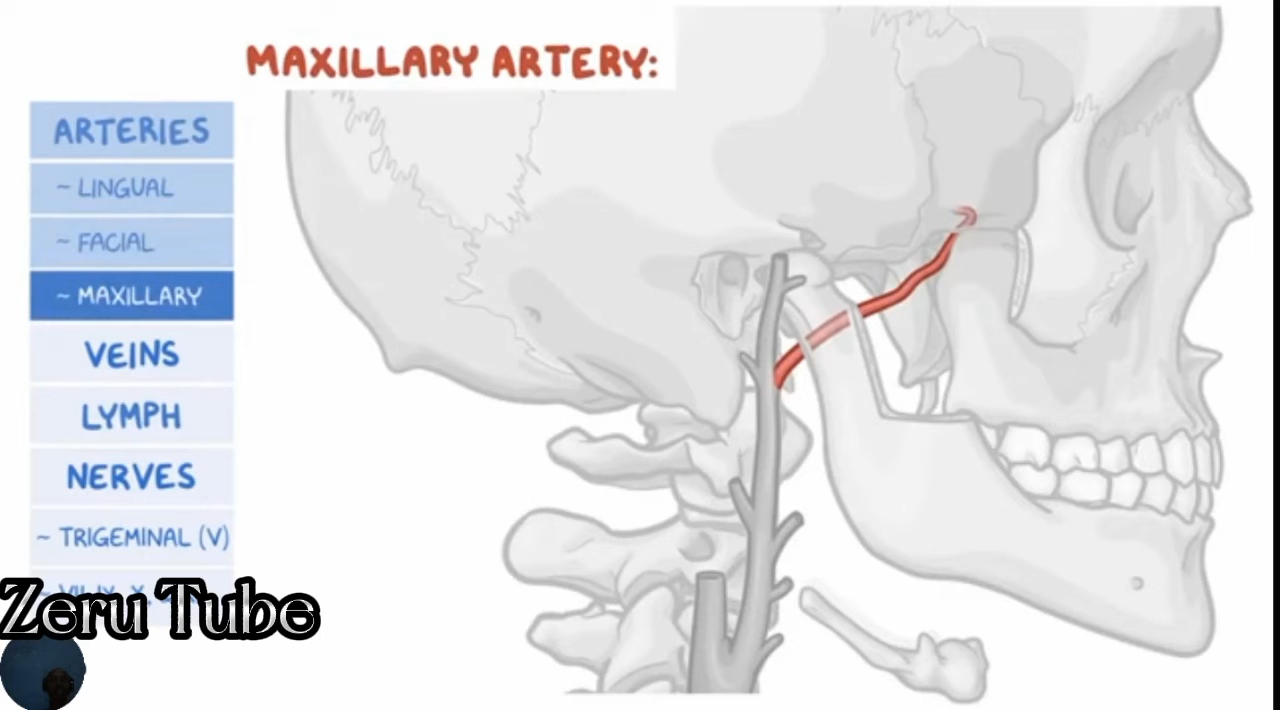 MAXILLARY ARTERY:
ARTERIES
~ LINGUAL
~ FACIAL
~ MAXILLARY
VEINS
LYMPH
NERVES
~ TRIGEMINAL (V)
Zeru Tube